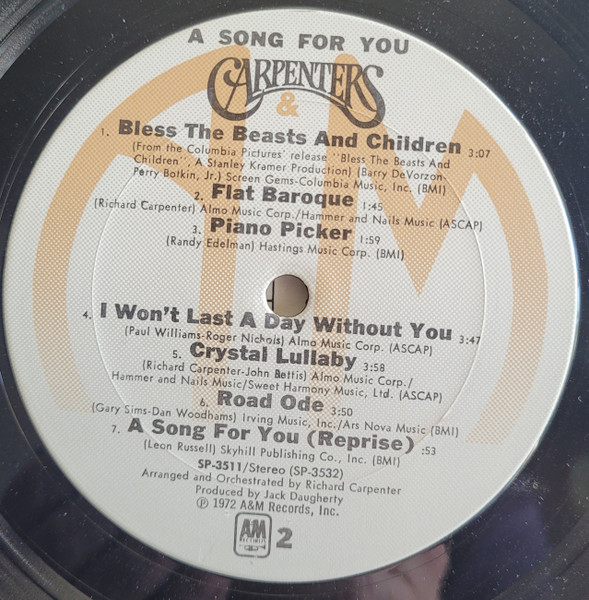 A SONG FOR YOU
CARPENTERS
&
1. Bless The Beasts And Children 3:07
(From the Columbia Pictures' release "Bless The Beasts And
Children", A Stanley Kramer Production) (Barry DeVorzon
Perry Botkin, Jr.) Screen Gems-Columbia Music, Inc. (BMI)
2. Flat Baroque 1:45
(Richard Carpenter) Almo Music Corp./Hammer and Nails Music (ASCAP)
3. Piano Picker 1:59
(Randy Edelman) Hastings Music Corp. (BMI)
4. I Won't Last A Day Without You 3:47
(Paul Williams-Roger Nichols) Almo Music Corp. (ASCAP)
5. Crystal Lullaby 3:58
(Richard Carpenter-John Bettis) Almo Music Corp./
Hammer and Nails Music/Sweet Harmony Music, Ltd. (ASCAP)
6. Road Ode 3:50
(Gary Sims-Dan Woodhams) Irving Music, Inc./Ars Nova Music (BMI)
7. A Song For You (Reprise) :53
(Leon Russell) Skyhill Publishing Co., Inc. (BMI)
SP-3511/Stereo (SP-3532)
Arranged and Orchestrated by Richard Carpenter
Produced by Jack Daugherty
℗ 1972 A&M Records, Inc.
AM 2